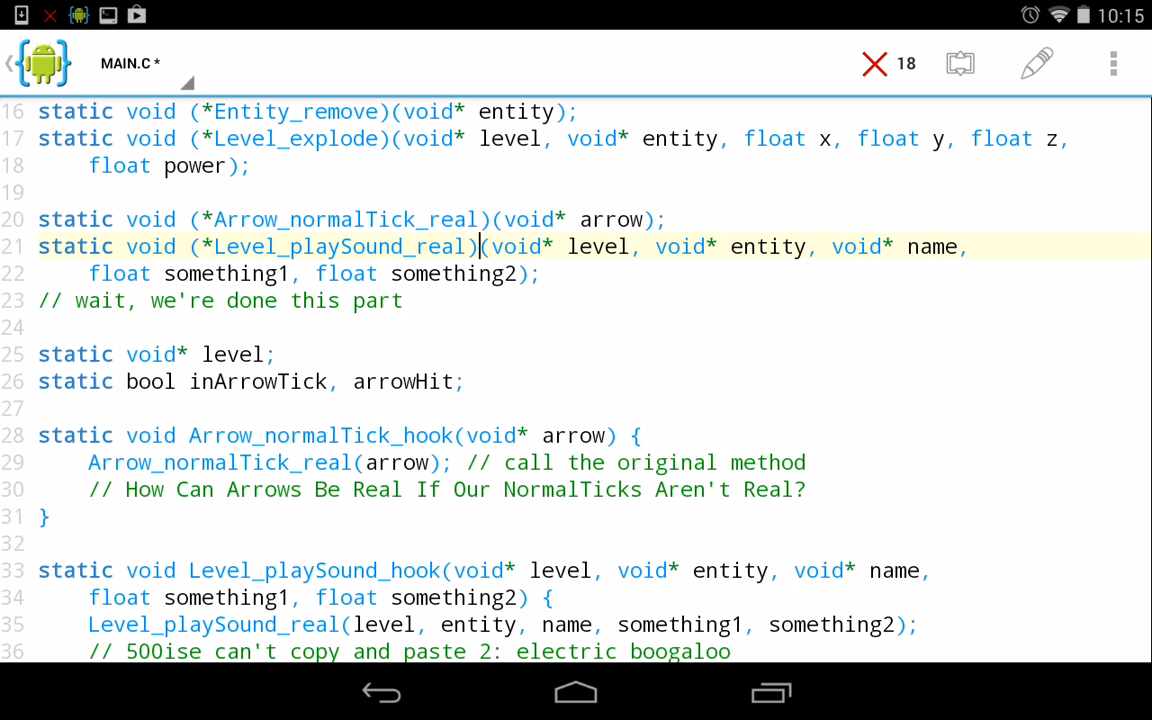 10:15
MAIN.C *
18
16 static void (*Entity_remove)(void* entity);
17 static void (*Level_explode)(void* level, void* entity, float x, float y, float z,
18     float power);
19
20 static void (*Arrow_normalTick_real)(void* arrow);
21 static void (*Level_playSound_real)(void* level, void* entity, void* name,
22     float something1, float something2);
23 // wait, we're done this part
24
25 static void* level;
26 static bool inArrowTick, arrowHit;
27
28 static void Arrow_normalTick_hook(void* arrow) {
29     Arrow_normalTick_real(arrow); // call the original method
30     // How Can Arrows Be Real If Our NormalTicks Aren't Real?
31 }
32
33 static void Level_playSound_hook(void* level, void* entity, void* name,
34     float something1, float something2) {
35     Level_playSound_real(level, entity, name, something1, something2);
36     // 500ise can't copy and paste 2: electric boogaloo